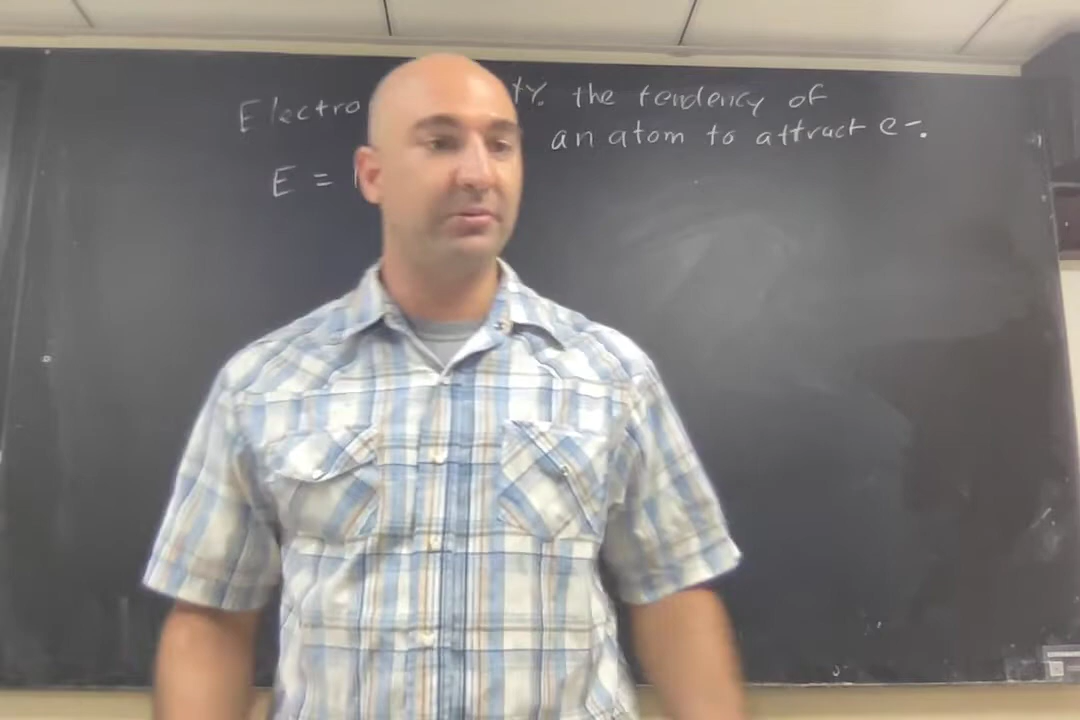 Electro ty. the tendency of
an atom to attract e-.
E =